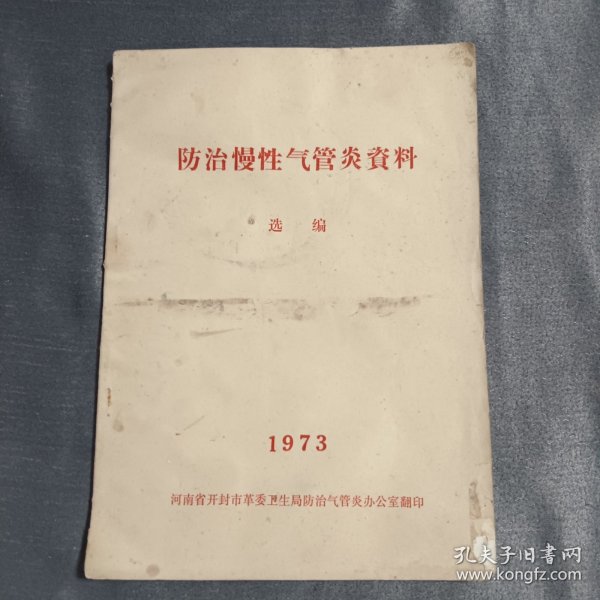 防治慢性气管炎資料
选 编
1973
河南省开封市革委卫生局防治气管炎办公室翻印
孔夫子旧书网
www.kongfz.com